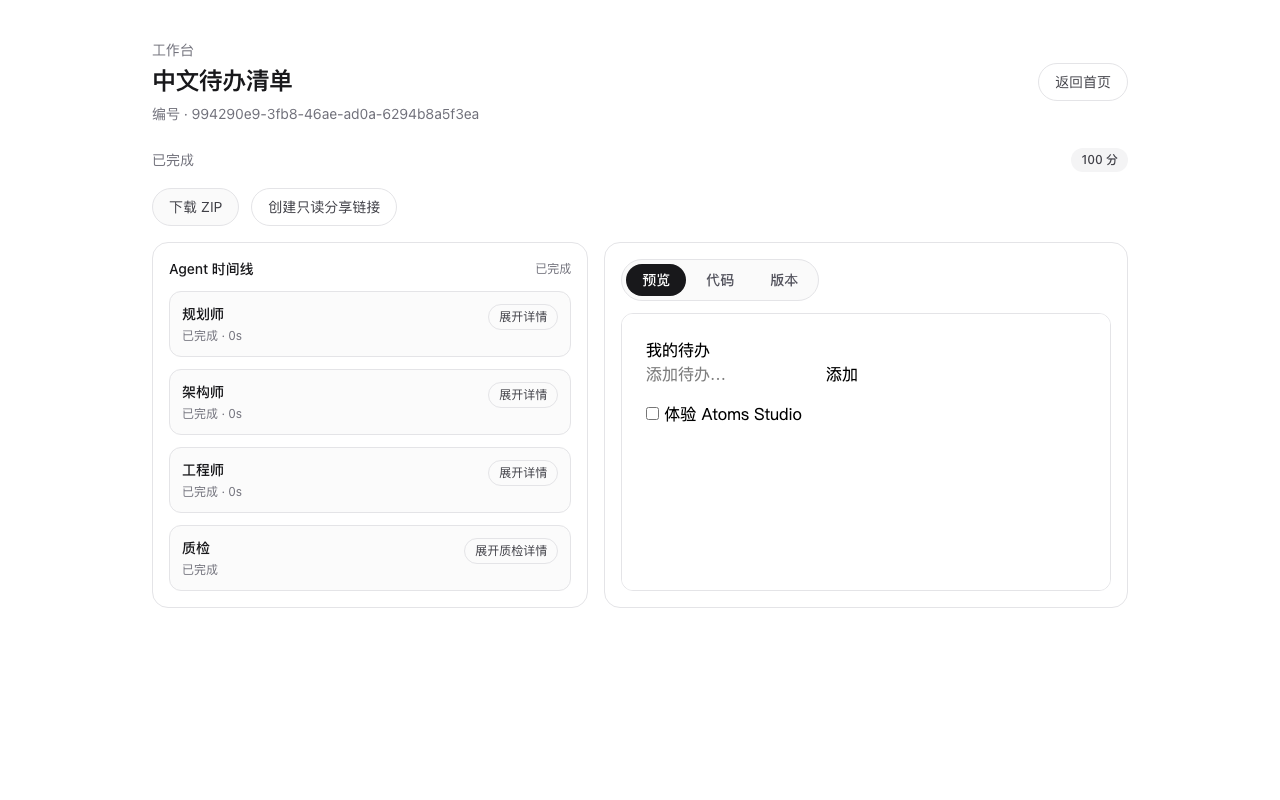 工作台
中文待办清单
编号 · 994290e9-3fb8-46ae-ad0a-6294b8a5f3ea
返回首页
已完成
100 分
下载 ZIP
创建只读分享链接
Agent 时间线
已完成
规划师
已完成 · 0s
展开详情
架构师
已完成 · 0s
展开详情
工程师
已完成 · 0s
展开详情
质检
已完成
展开质检详情
预览
代码
版本
我的待办
添加待办...
添加
体验 Atoms Studio